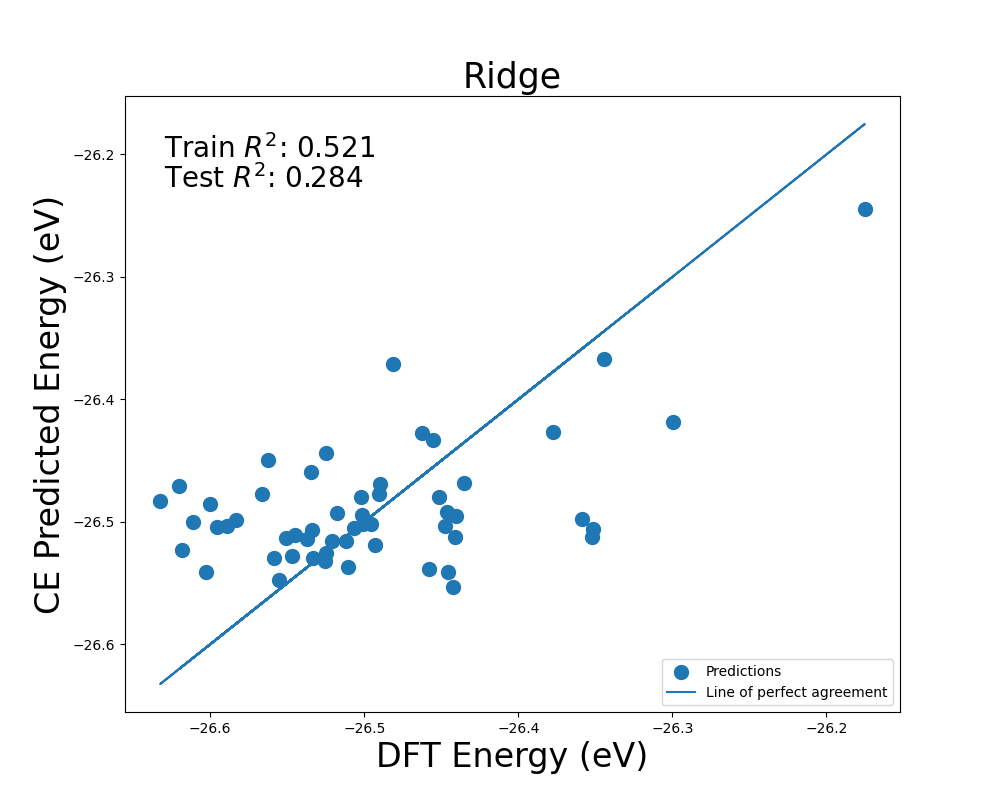 Ridge
Train R²: 0.521
Test R²: 0.284
CE Predicted Energy (eV)
−26.2
−26.3
−26.4
−26.5
−26.6
Predictions
Line of perfect agreement
−26.6 −26.5 −26.4 −26.3 −26.2
DFT Energy (eV)